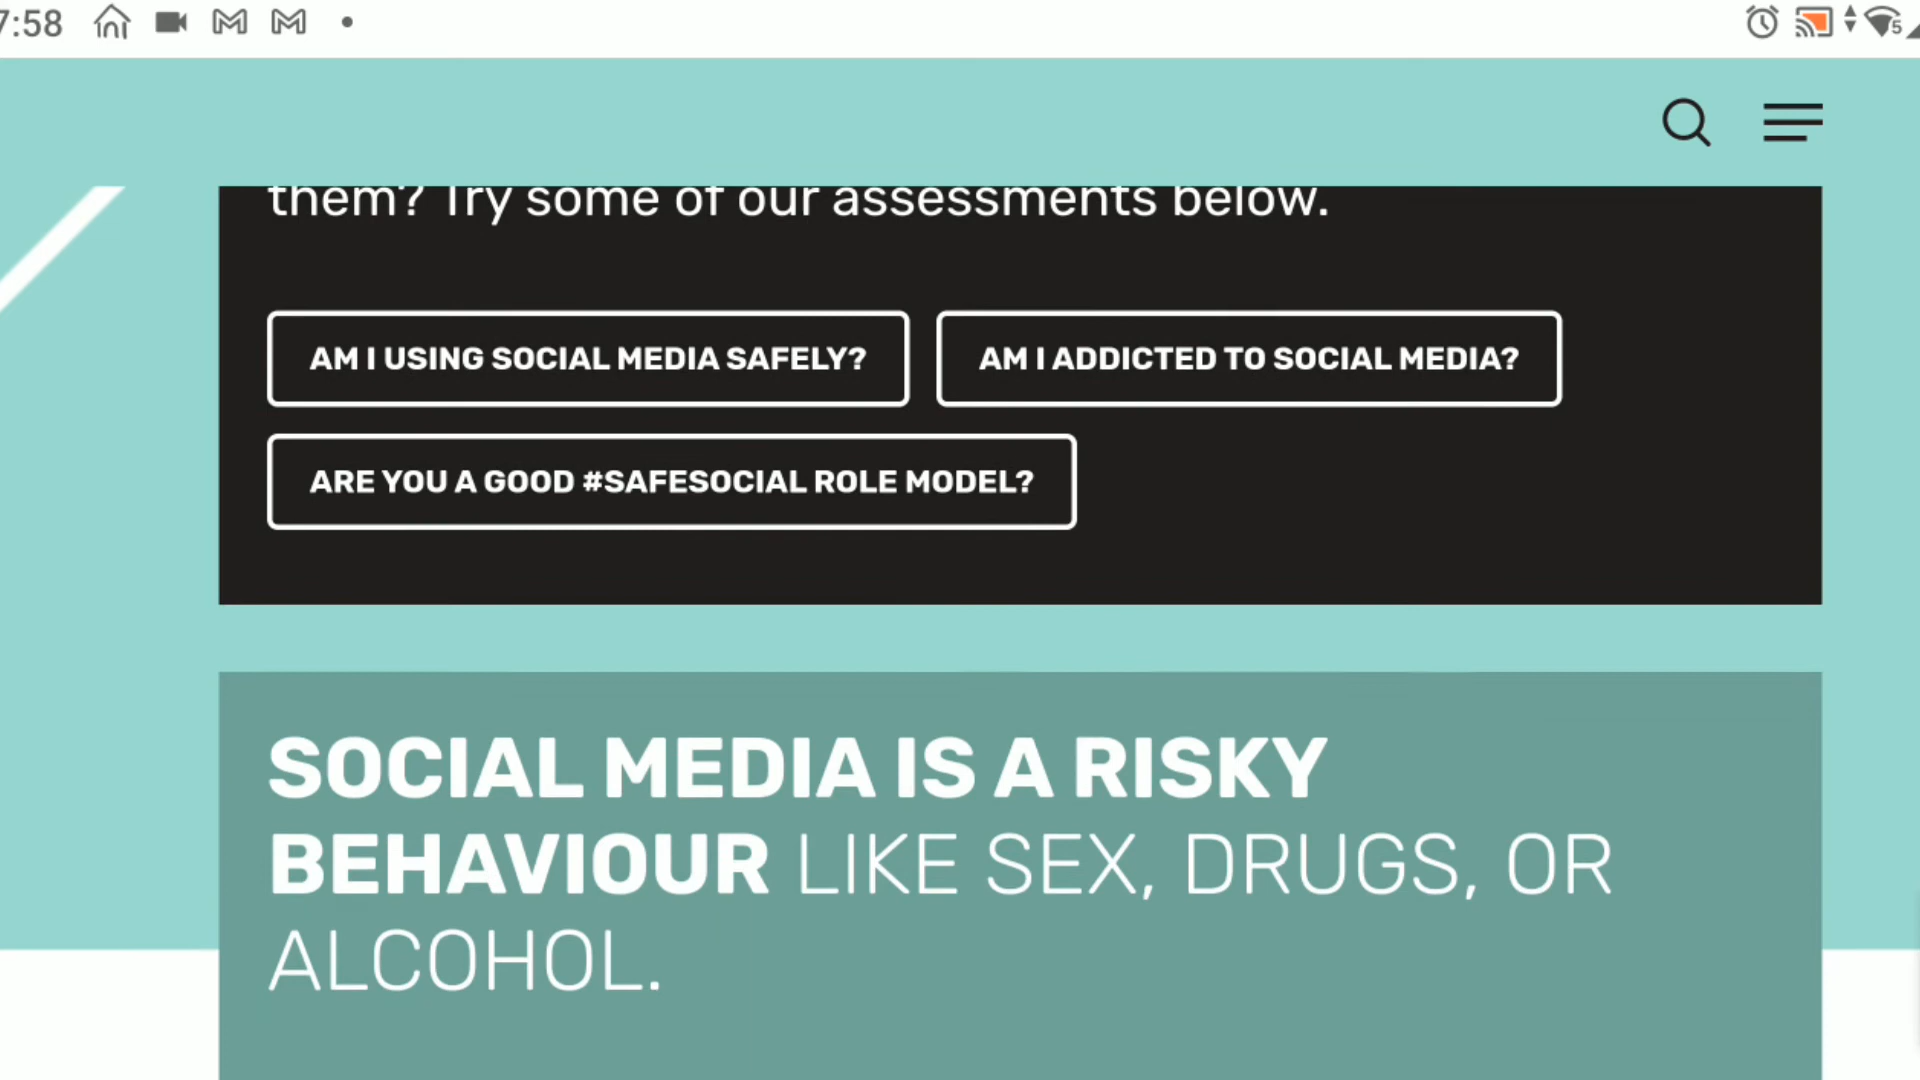 7:58
them? Try some of our assessments below.
AM I USING SOCIAL MEDIA SAFELY?
AM I ADDICTED TO SOCIAL MEDIA?
ARE YOU A GOOD #SAFESOCIAL ROLE MODEL?
SOCIAL MEDIA IS A RISKY
BEHAVIOUR LIKE SEX, DRUGS, OR
ALCOHOL.